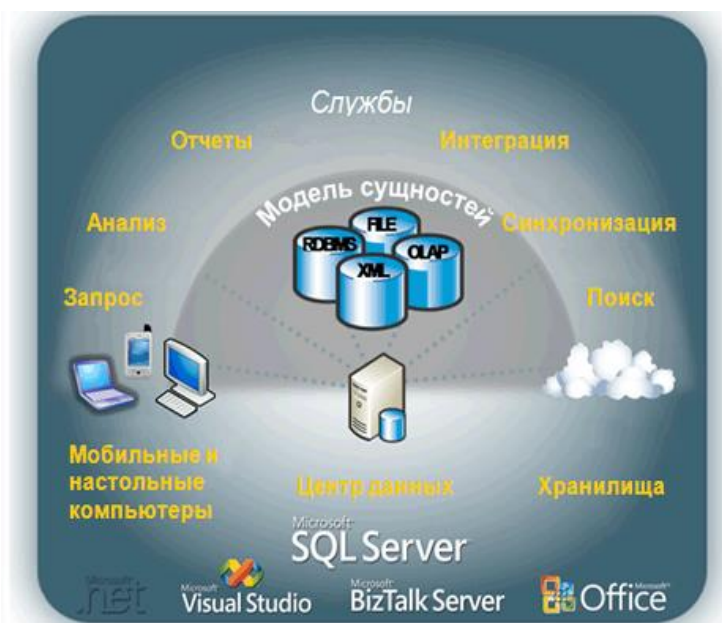 Службы
Отчеты
Интеграция
Модель сущностей
Анализ
Синхронизация
FILE
RDBMS
OLAP
XML
Запрос
Поиск
Мобильные и
настольные
компьютеры
Центр данных
Хранилища
Microsoft
SQL Server
Microsoft
.net
Microsoft
Visual Studio
Microsoft
BizTalk Server
Microsoft
Office